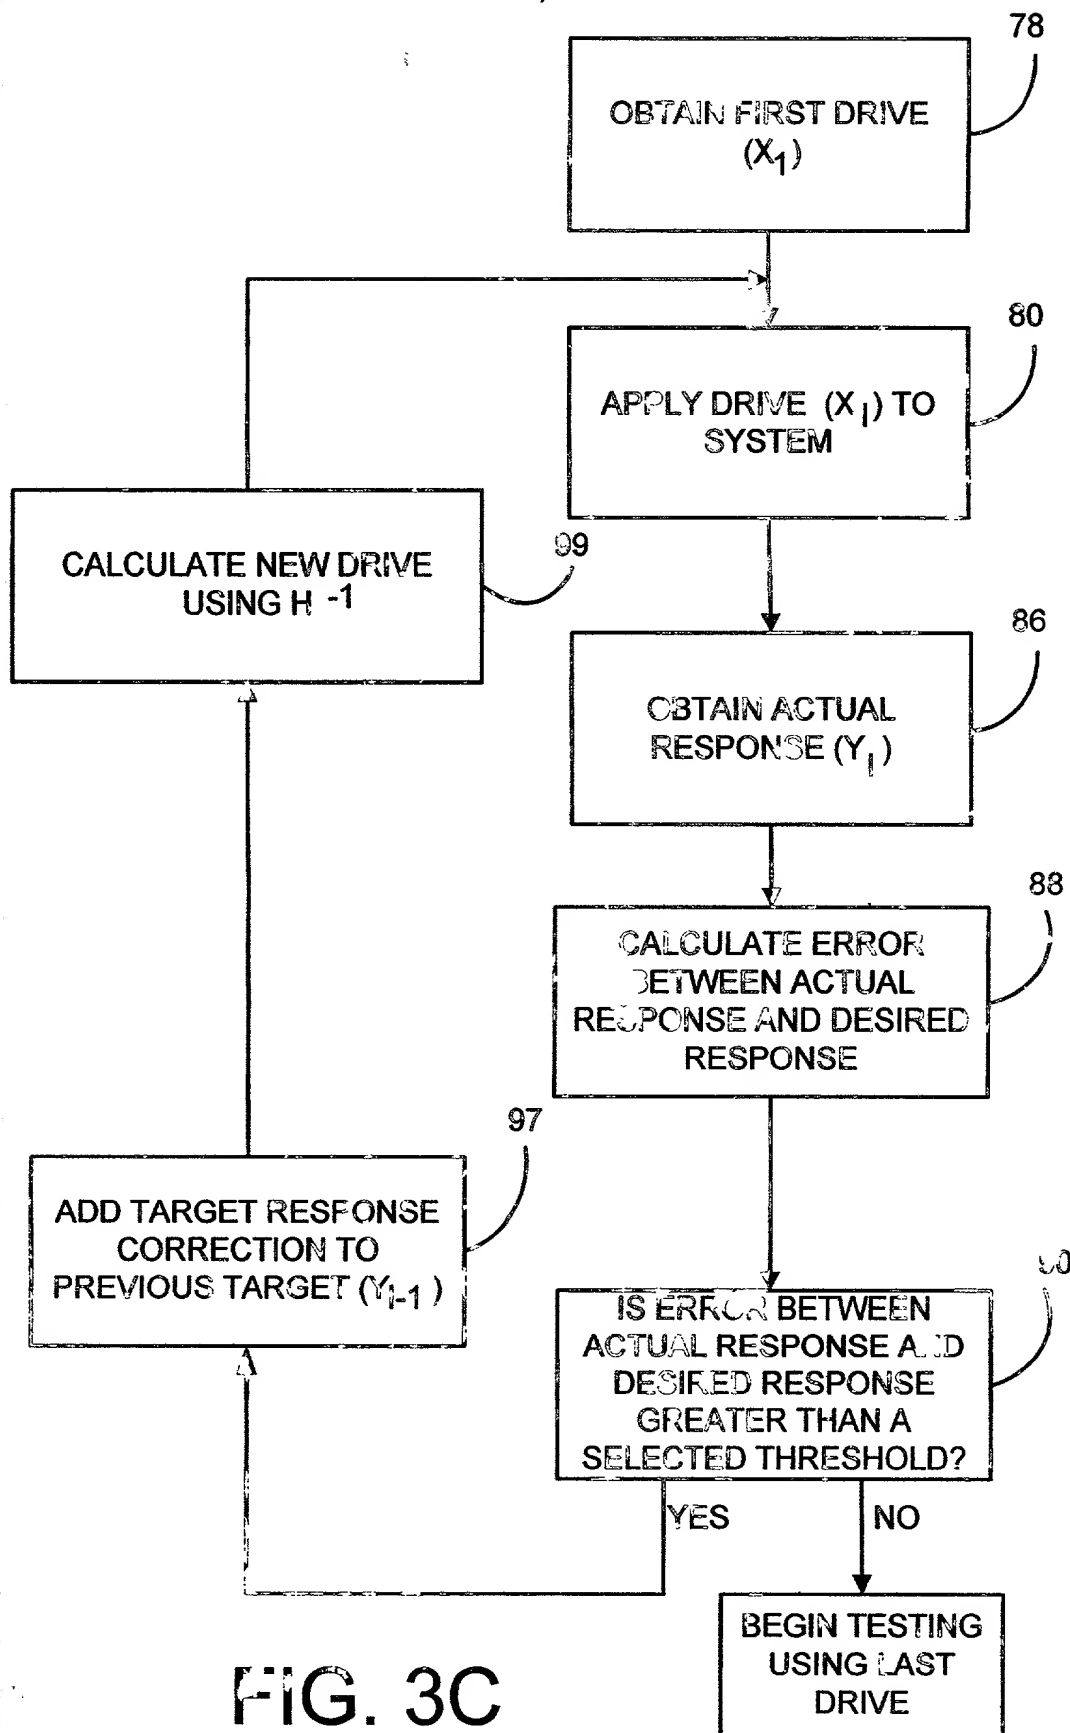 78
OBTAIN FIRST DRIVE
(X1)
80
APPLY DRIVE (XI) TO
SYSTEM
99
CALCULATE NEW DRIVE
USING H -1
86
OBTAIN ACTUAL
RESPONSE (YI)
88
CALCULATE ERROR
BETWEEN ACTUAL
RESPONSE AND DESIRED
RESPONSE
97
ADD TARGET RESPONSE
CORRECTION TO
PREVIOUS TARGET (YI-1)
90
IS ERROR BETWEEN
ACTUAL RESPONSE AND
DESIRED RESPONSE
GREATER THAN A
SELECTED THRESHOLD?
YES
NO
BEGIN TESTING
USING LAST
DRIVE
FIG. 3C